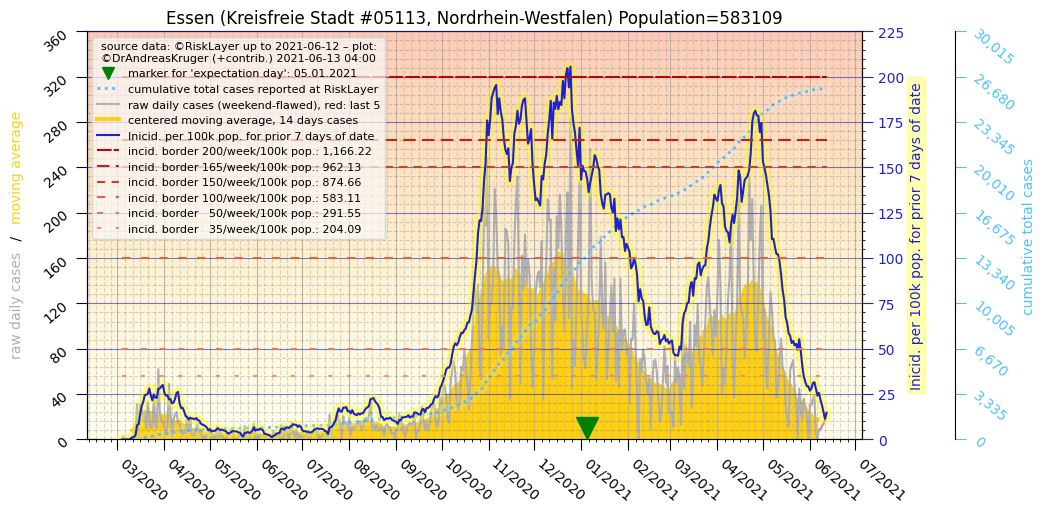 Essen (Kreisfreie Stadt #05113, Nordrhein-Westfalen) Population=583109
source data: ©RiskLayer up to 2021-06-12 – plot:
©DrAndreasKruger (+contrib.) 2021-06-13 04:00
marker for 'expectation day': 05.01.2021
cumulative total cases reported at RiskLayer
raw daily cases (weekend-flawed), red: last 5
centered moving average, 14 days cases
Inicid. per 100k pop. for prior 7 days of date
incid. border 200/week/100k pop.: 1,166.22
incid. border 165/week/100k pop.: 962.13
incid. border 150/week/100k pop.: 874.66
incid. border 100/week/100k pop.: 583.11
incid. border   50/week/100k pop.: 291.55
incid. border   35/week/100k pop.: 204.09
raw daily cases   /   moving average
360
320
280
240
200
160
120
80
40
0
03/2020
04/2020
05/2020
06/2020
07/2020
08/2020
09/2020
10/2020
11/2020
12/2020
01/2021
02/2021
03/2021
04/2021
05/2021
06/2021
07/2021
225
200
175
150
125
100
75
50
25
0
Inicid. per 100k pop. for prior 7 days of date
30,015
26,680
23,345
20,010
16,675
13,340
10,005
6,670
3,335
0
cumulative total cases